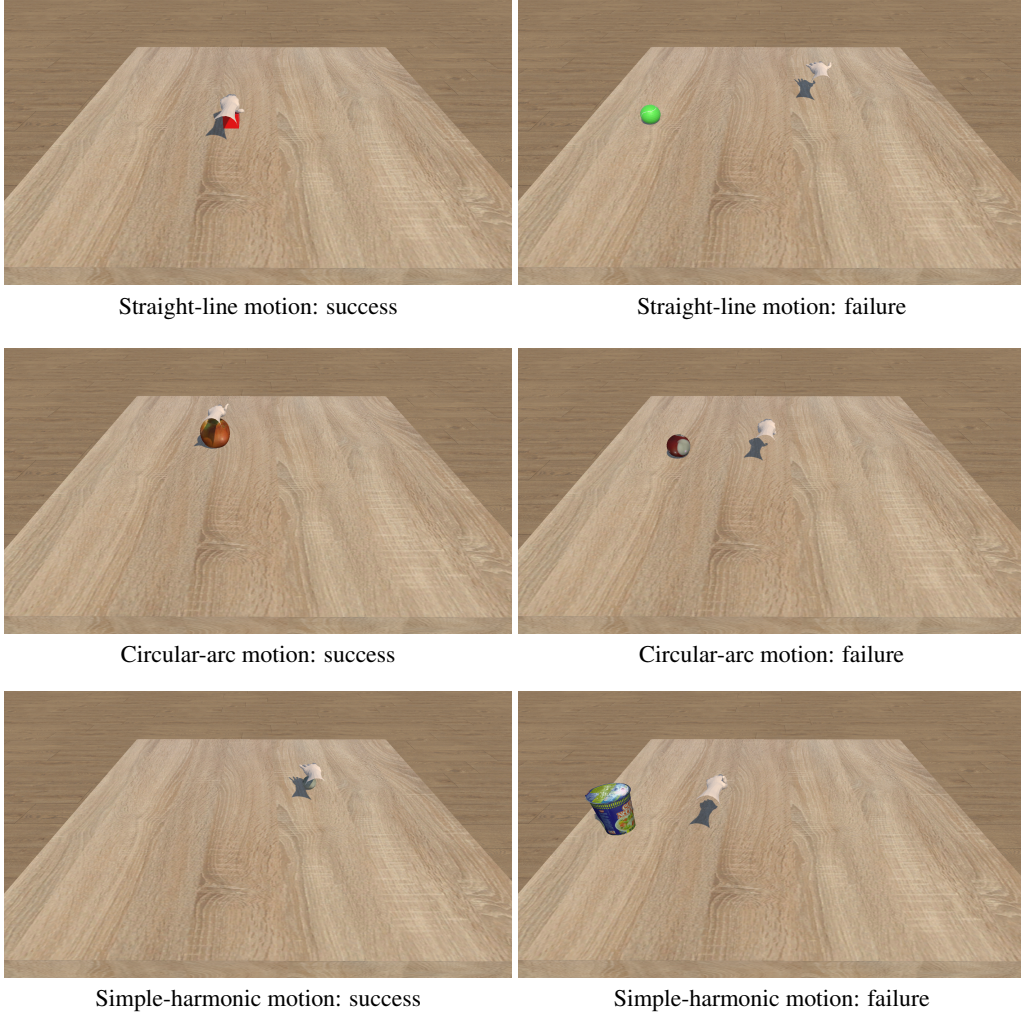 Straight-line motion: success
Straight-line motion: failure
Circular-arc motion: success
Circular-arc motion: failure
Simple-harmonic motion: success
Simple-harmonic motion: failure